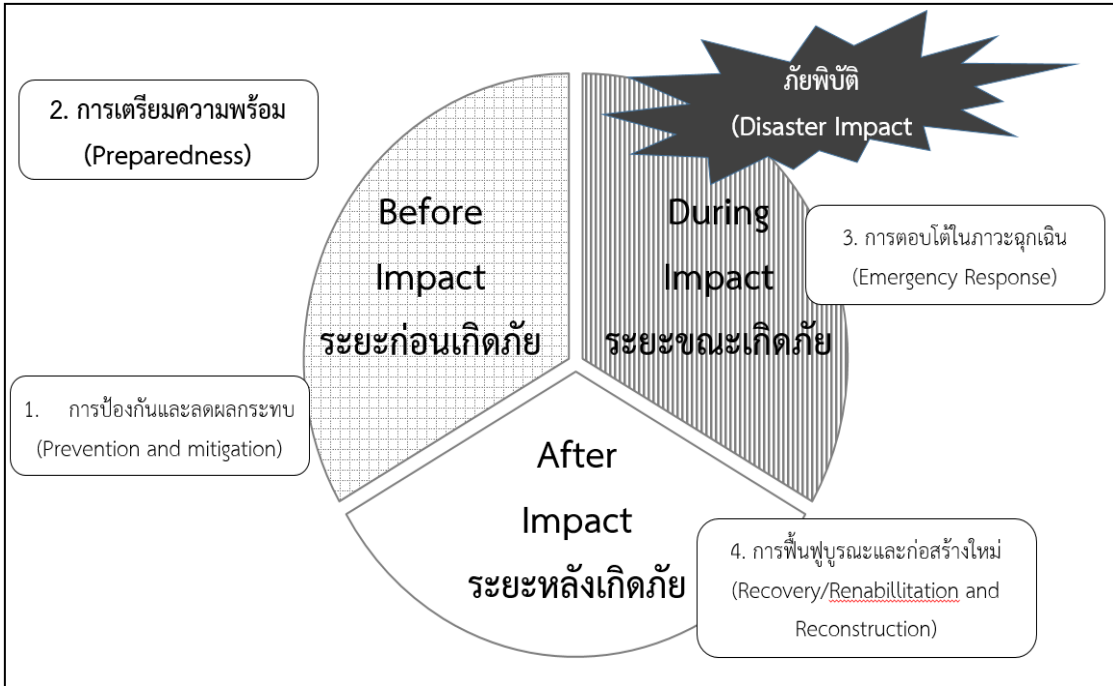 ภัยพิบัติ
(Disaster Impact
2. การเตรียมความพร้อม
(Preparedness)
Before
Impact
ระยะก่อนเกิดภัย
During
Impact
ระยะขณะเกิดภัย
3. การตอบโต้ในภาวะฉุกเฉิน
(Emergency Response)
1. การป้องกันและลดผลกระทบ
(Prevention and mitigation)
After
Impact
ระยะหลังเกิดภัย
4. การฟื้นฟูบูรณะและก่อสร้างใหม่
(Recovery/Renabillitation and
Reconstruction)